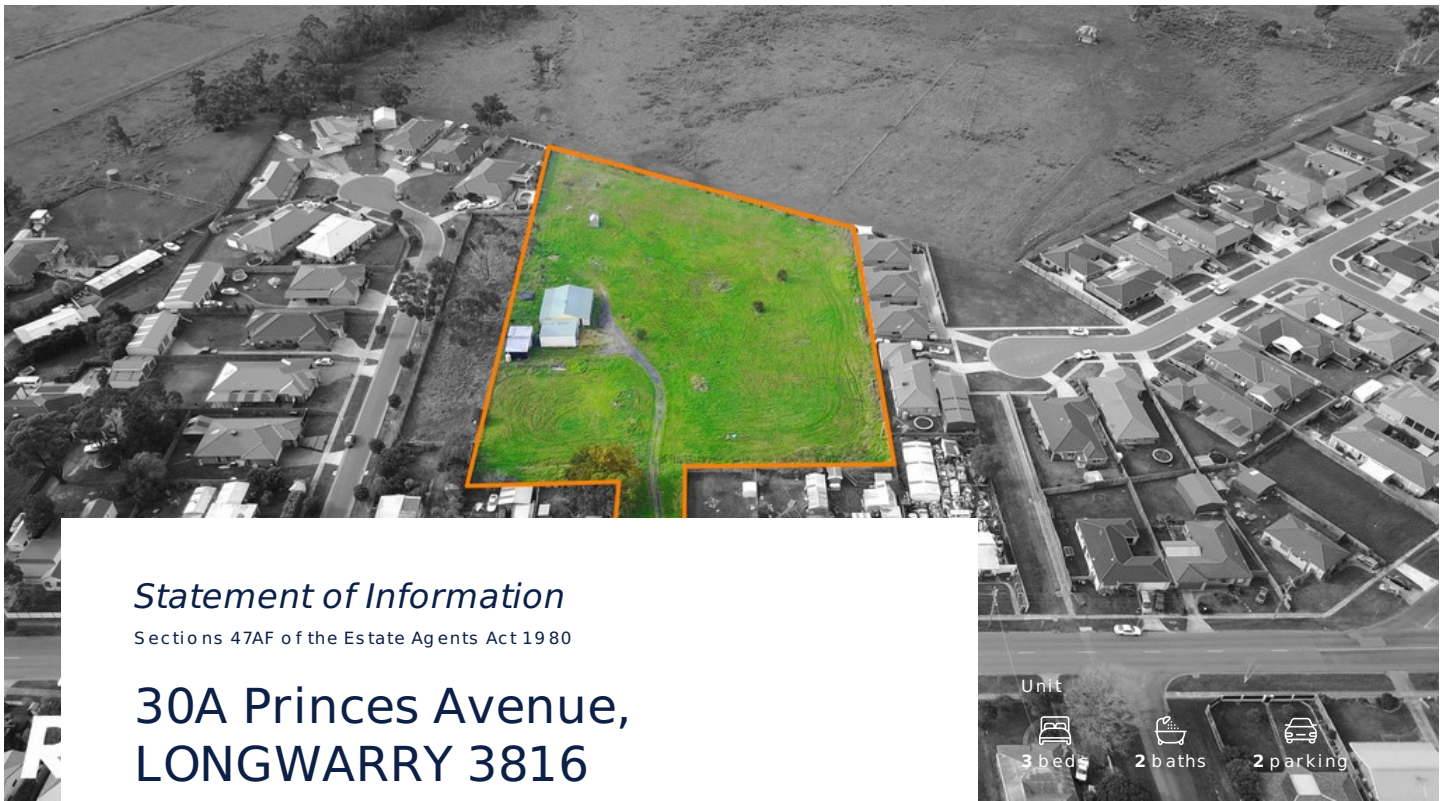 Statement of Information
Sections 47AF of the Estate Agents Act 1980
30A Princes Avenue,
LONGWARRY 3816
Unit
3 beds
2 baths
2 parking